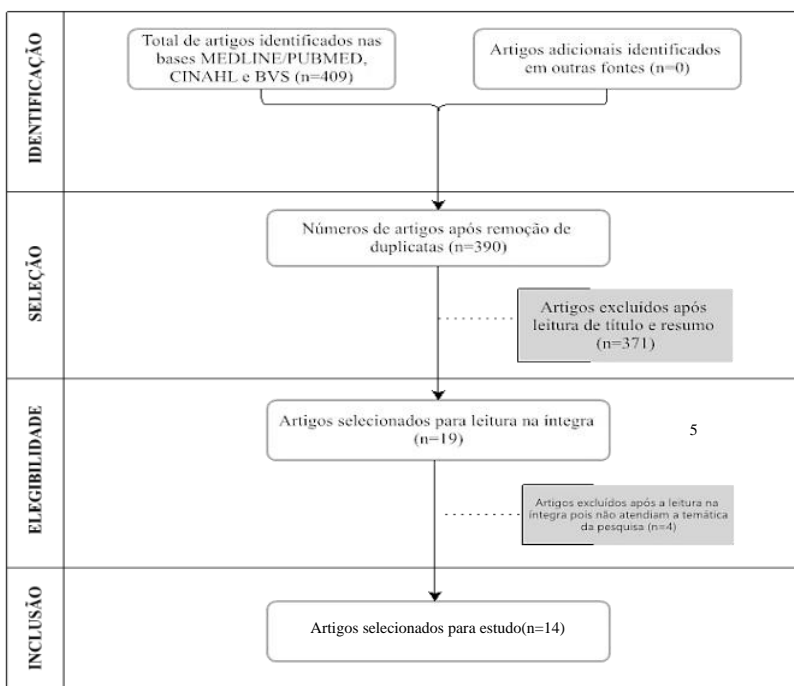 IDENTIFICAÇÃO
Total de artigos identificados nas
bases MEDLINE/PUBMED,
CINAHL e BVS (n=409)
Artigos adicionais identificados
em outras fontes (n=0)
SELEÇÃO
Números de artigos após remoção de
duplicatas (n=390)
Artigos excluídos após
leitura de título e resumo
(n=371)
ELEGIBILIDADE
Artigos selecionados para leitura na íntegra
(n=19)
5
Artigos excluídos após a leitura na
íntegra pois não atendiam a temática
da pesquisa (n=4)
INCLUSÃO
Artigos selecionados para estudo(n=14)